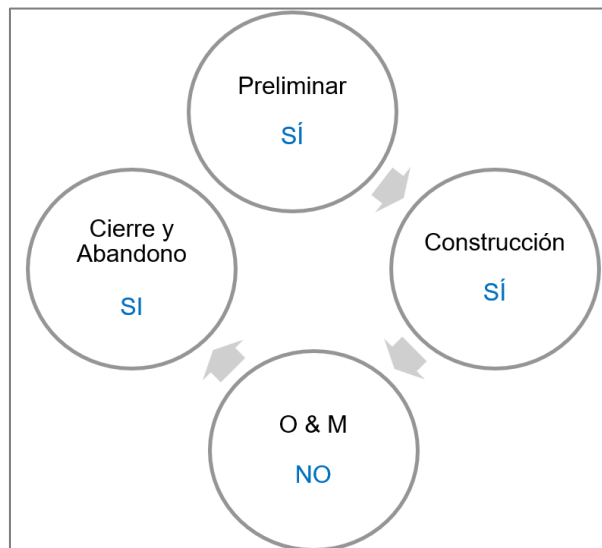 Preliminar
SÍ
Construcción
SÍ
O & M
NO
Cierre y
Abandono
SI